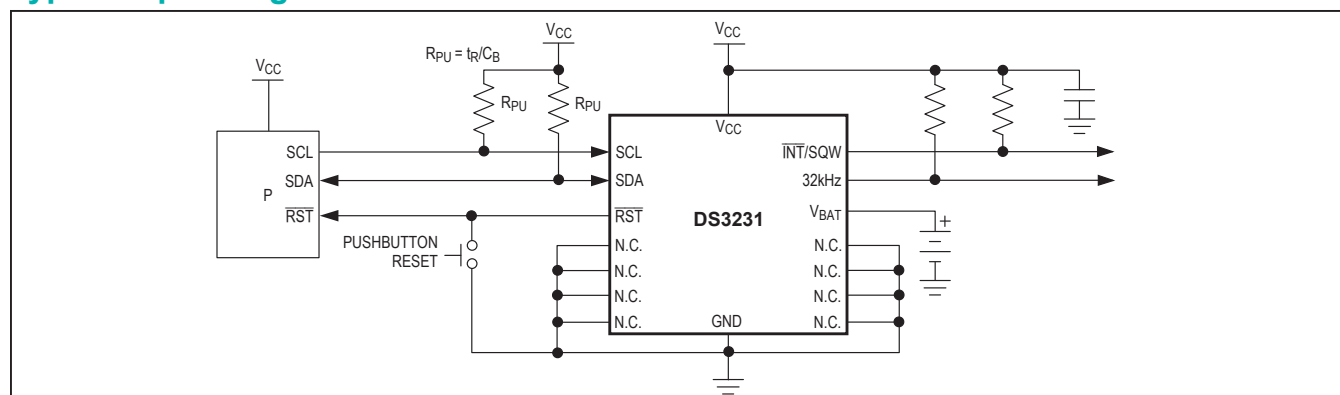 VCC
RPU = tR/CB
VCC
VCC
RPU
RPU
VCC
SCL
SCL
INT/SQW
SDA
SDA
32kHz
P
RST
RST
DS3231
VBAT
+
PUSHBUTTON
RESET
N.C.
N.C.
N.C.
N.C.
N.C.
N.C.
N.C.
N.C.
GND